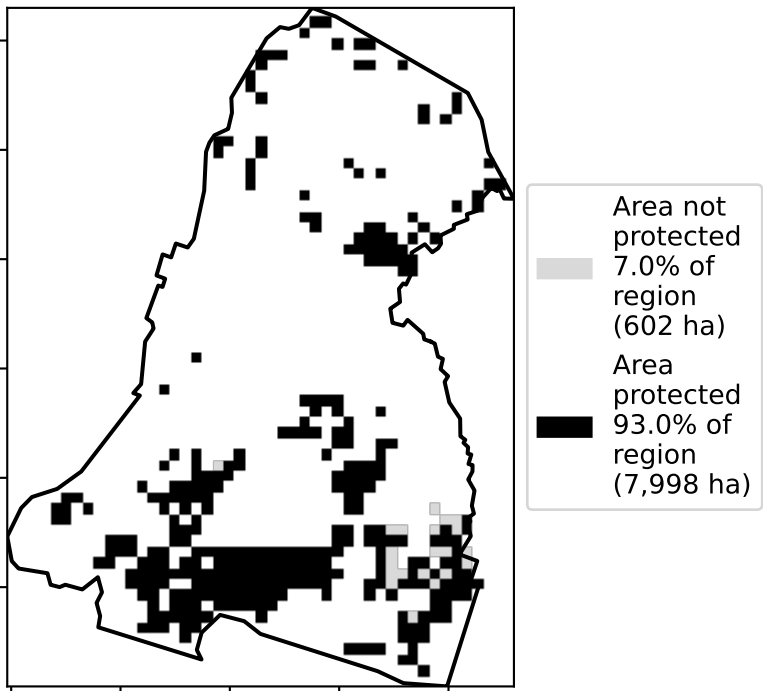 Area not
protected
7.0% of
region
(602 ha)
Area
protected
93.0% of
region
(7,998 ha)